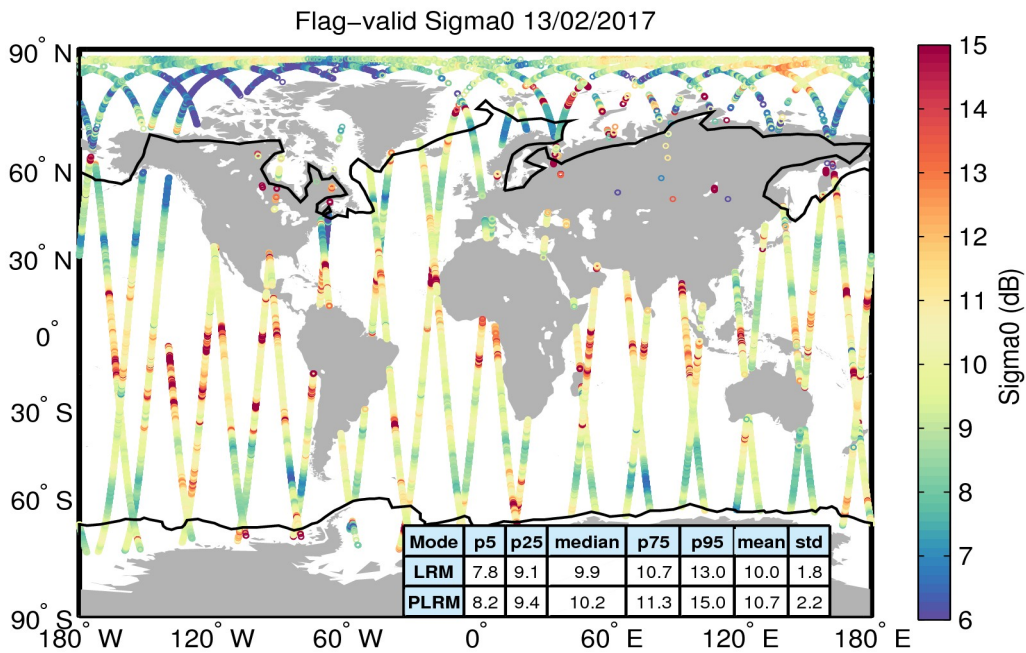 Flag−valid Sigma0 13/02/2017
90° N
60° N
30° N
0°
30° S
60° S
90° S
180° W
120° W
60° W
0°
60° E
120° E
180° E
15
14
13
12
11
10
9
8
7
6
Sigma0 (dB)
Mode p5 p25 median p75 p95 mean std
LRM 7.8 9.1 9.9 10.7 13.0 10.0 1.8
PLRM 8.2 9.4 10.2 11.3 15.0 10.7 2.2